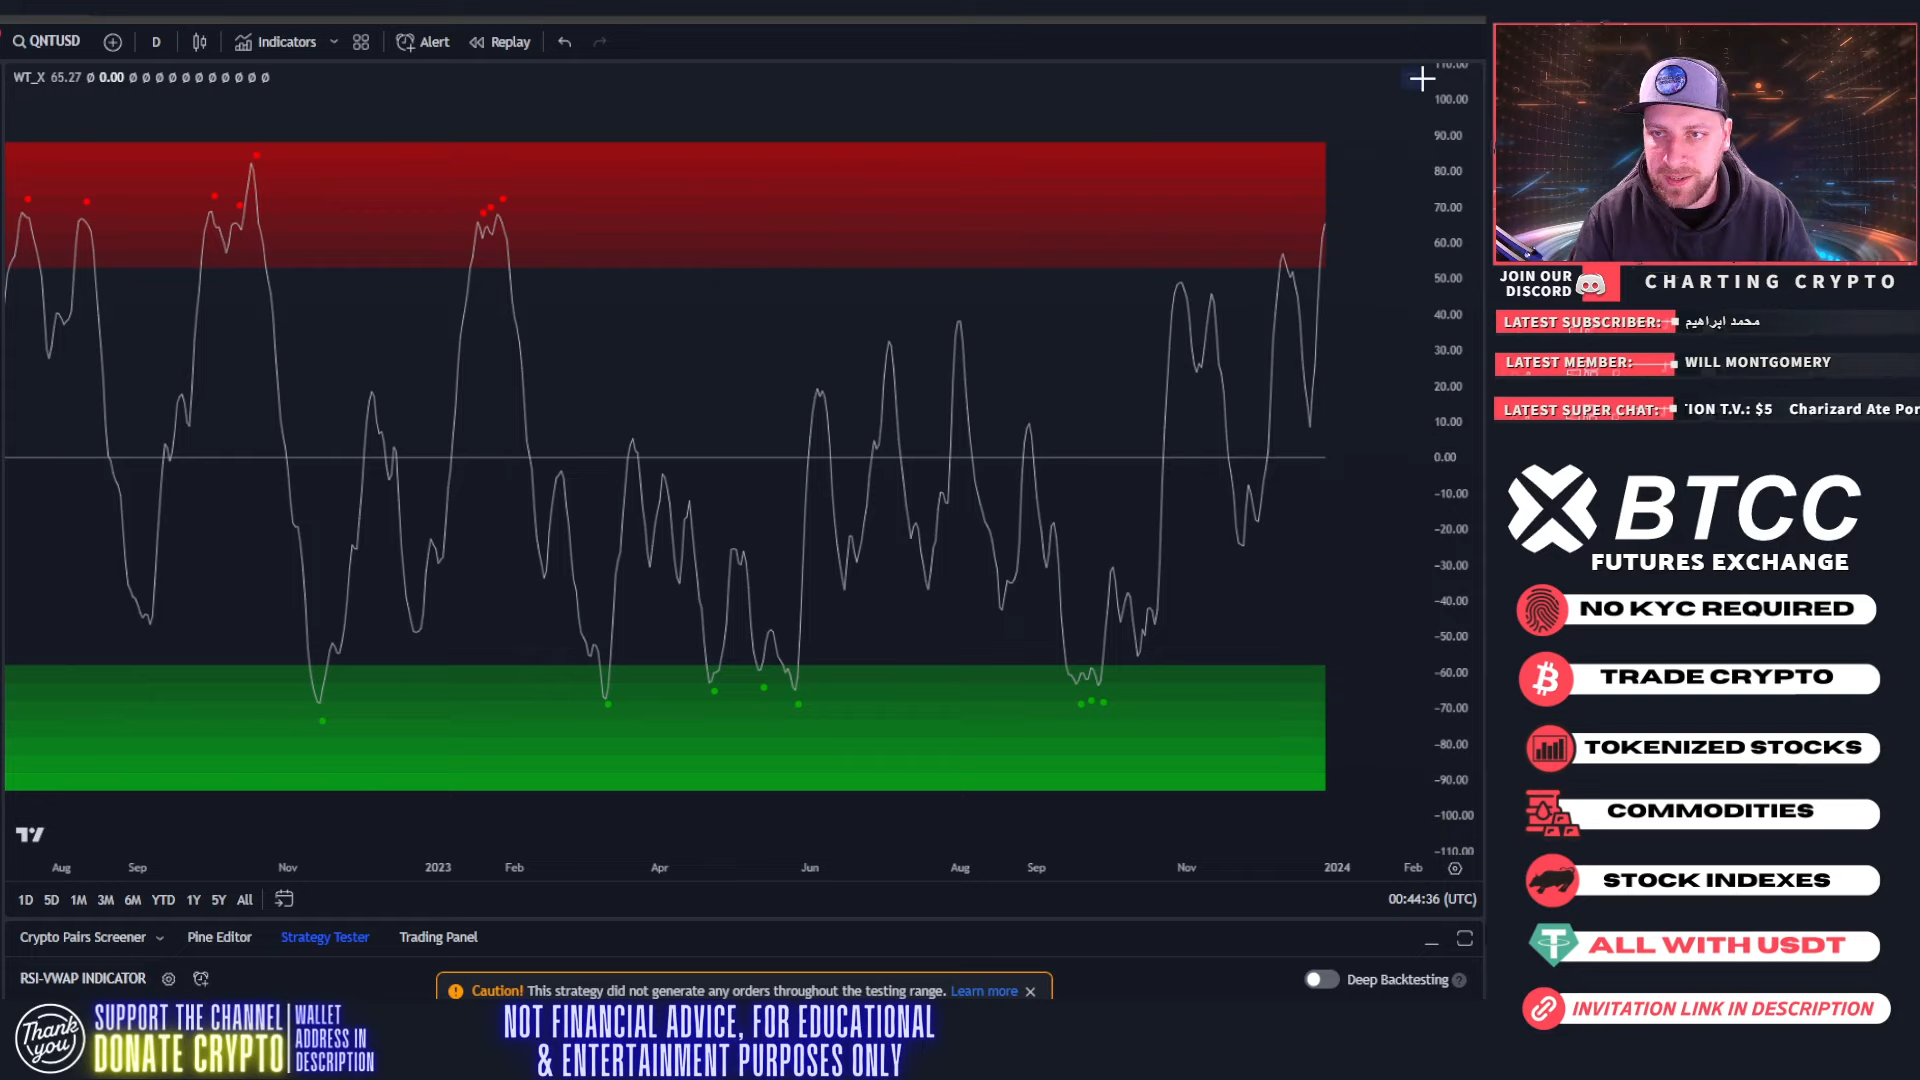 QNTUSD
D
Indicators
Alert
Replay
WT_X 65.27 ø 0.00 ø ø ø ø ø ø ø ø ø ø ø ø
110.00
100.00
90.00
80.00
70.00
60.00
50.00
40.00
30.00
20.00
10.00
0.00
-10.00
-20.00
-30.00
-40.00
-50.00
-60.00
-70.00
-80.00
-90.00
-100.00
-110.00
Aug Sep Nov 2023 Feb Apr Jun Aug Sep Nov 2024 Feb
1D 5D 1M 3M 6M YTD 1Y 5Y All
00:44:36 (UTC)
Crypto Pairs Screener Pine Editor Strategy Tester Trading Panel
RSI-VWAP INDICATOR
Caution! This strategy did not generate any orders throughout the testing range. Learn more
Deep Backtesting
Thank you
SUPPORT THE CHANNEL
DONATE CRYPTO
WALLET
ADDRESS IN
DESCRIPTION
NOT FINANCIAL ADVICE, FOR EDUCATIONAL
& ENTERTAINMENT PURPOSES ONLY
JOIN OUR
DISCORD
CHARTING CRYPTO
LATEST SUBSCRIBER: محمد ابراهيم
LATEST MEMBER: WILL MONTGOMERY
LATEST SUPER CHAT: ION T.V.: $5 Charizard Ate Por
BTCC
FUTURES EXCHANGE
NO KYC REQUIRED
TRADE CRYPTO
TOKENIZED STOCKS
COMMODITIES
STOCK INDEXES
ALL WITH USDT
INVITATION LINK IN DESCRIPTION